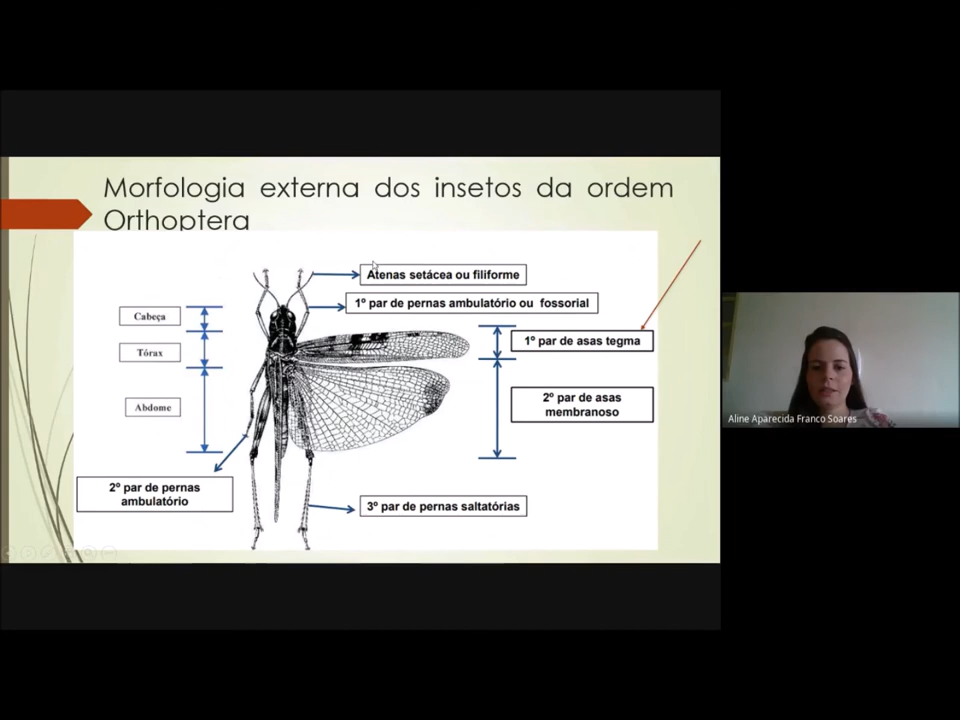 Morfologia externa dos insetos da ordem
Orthoptera
Atenas setácea ou filiforme
1º par de pernas ambulatório ou fossorial
Cabeça
Tórax
Abdome
1º par de asas tegma
2º par de asas
membranoso
2º par de pernas
ambulatório
3º par de pernas saltatórias
Aline Aparecida Franco Soares